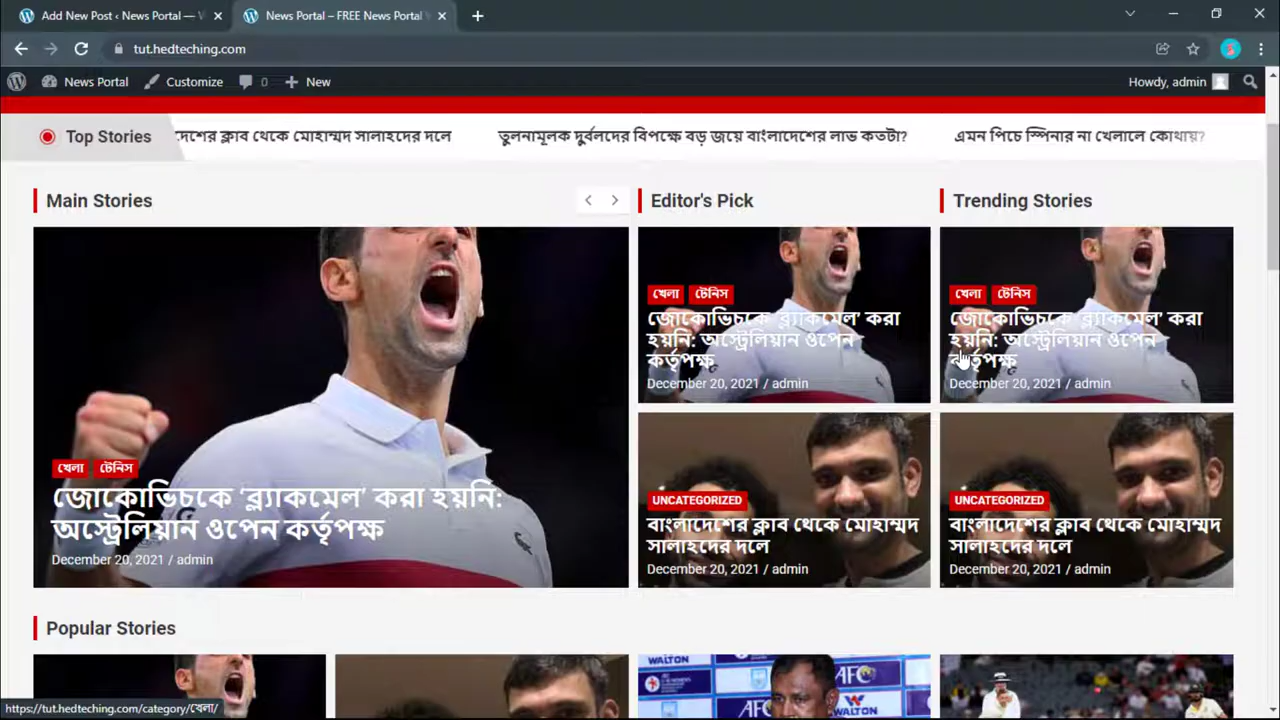 Add New Post ‹ News Portal — W
News Portal – FREE News Portal
tut.hedteching.com
News Portal
Customize
0
New
Howdy, admin
Top Stories
দেশের ক্লাব থেকে মোহাম্মদ সালাহদের দলে
তুলনামূলক দুর্বলদের বিপক্ষে বড় জয়ে বাংলাদেশের লাভ কতটা?
এমন পিচে স্পিনার না খেলালে কোথায়?
Main Stories
Editor's Pick
Trending Stories
খেলা টেনিস
জোকোভিচকে ‘ব্ল্যাকমেল’ করা হয়নি:
অস্ট্রেলিয়ান ওপেন কর্তৃপক্ষ
December 20, 2021 / admin
খেলা টেনিস
জোকোভিচকে ‘ব্ল্যাকমেল’ করা
হয়নি: অস্ট্রেলিয়ান ওপেন
কর্তৃপক্ষ
December 20, 2021 / admin
খেলা টেনিস
জোকোভিচকে ‘ব্ল্যাকমেল’ করা
হয়নি: অস্ট্রেলিয়ান ওপেন
কর্তৃপক্ষ
December 20, 2021 / admin
UNCATEGORIZED
বাংলাদেশের ক্লাব থেকে মোহাম্মদ
সালাহদের দলে
December 20, 2021 / admin
UNCATEGORIZED
বাংলাদেশের ক্লাব থেকে মোহাম্মদ
সালাহদের দলে
December 20, 2021 / admin
Popular Stories
WALTON
AFC
WALTON
AFC
https://tut.hedteching.com/category/খেলা/